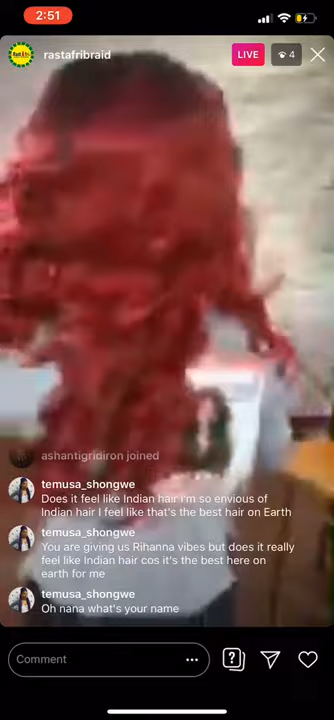 2:51
rastafribraid
LIVE
4
ashantigridiron joined
temusa_shongwe
Does it feel like Indian hair i'm so envious of
Indian hair I feel like that's the best hair on Earth
temusa_shongwe
You are giving us Rihanna vibes but does it really
feel like Indian hair cos it's the best here on
earth for me
temusa_shongwe
Oh nana what's your name
Comment